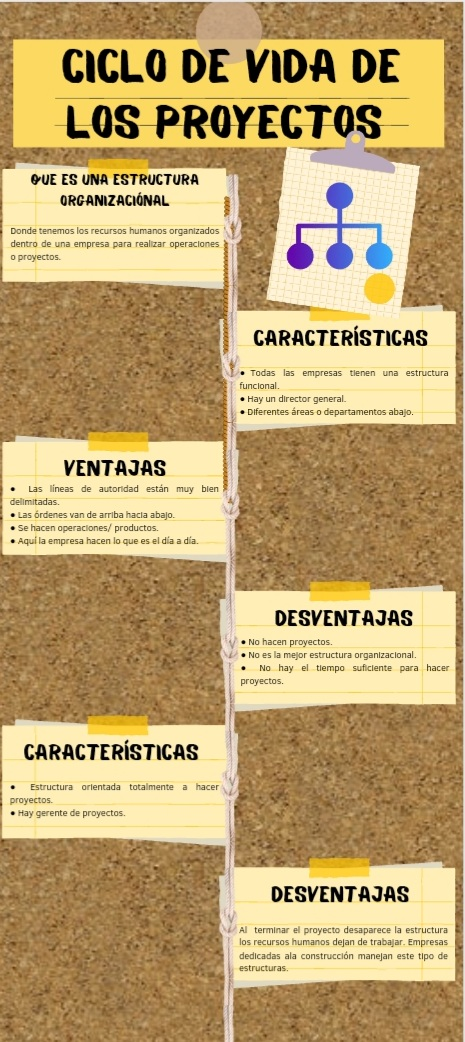 CICLO DE VIDA DE
LOS PROYECTOS
QUE ES UNA ESTRUCTURA
ORGANIZACIÓNAL
Donde tenemos los recursos humanos organizados
dentro de una empresa para realizar operaciones
o proyectos.
CARACTERÍSTICAS
● Todas las empresas tienen una estructura
funcional.
● Hay un director general.
● Diferentes áreas o departamentos abajo.
VENTAJAS
● Las líneas de autoridad están muy bien
delimitadas.
● Las órdenes van de arriba hacia abajo.
● Se hacen operaciones/ productos.
● Aquí la empresa hacen lo que es el día a día.
DESVENTAJAS
● No hacen proyectos.
● No es la mejor estructura organizacional.
● No hay el tiempo suficiente para hacer
proyectos.
CARACTERÍSTICAS
● Estructura orientada totalmente a hacer
proyectos.
● Hay gerente de proyectos.
DESVENTAJAS
Al terminar el proyecto desaparece la estructura
los recursos humanos dejan de trabajar. Empresas
dedicadas ala construcción manejan este tipo de
estructuras.